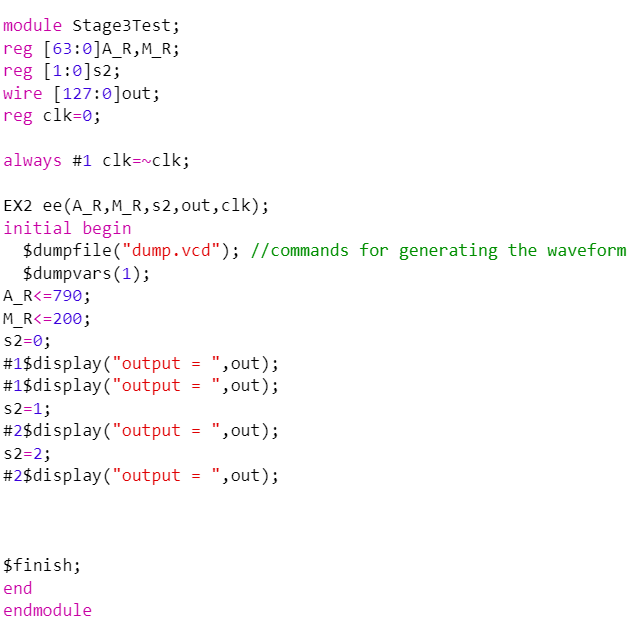 module Stage3Test;
reg [63:0]A_R,M_R;
reg [1:0]s2;
wire [127:0]out;
reg clk=0;
always #1 clk=~clk;
EX2 ee(A_R,M_R,s2,out,clk);
initial begin
  $dumpfile("dump.vcd"); //commands for generating the waveform
  $dumpvars(1);
A_R<=790;
M_R<=200;
s2=0;
#1$display("output = ",out);
#1$display("output = ",out);
s2=1;
#2$display("output = ",out);
s2=2;
#2$display("output = ",out);
$finish;
end
endmodule